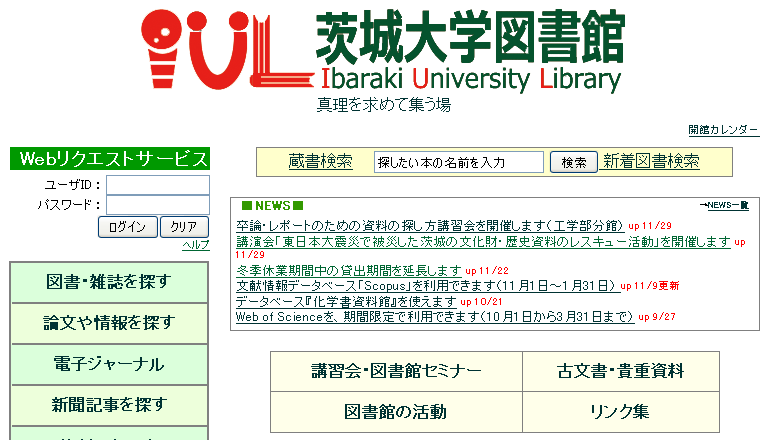 IUL 茨城大学図書館
Ibaraki University Library
真理を求めて集う場
開館カレンダー
Webリクエストサービス
ユーザID:
パスワード:
ログイン クリア
ヘルプ
蔵書検索 探したい本の名前を入力 検索 新着図書検索
■NEWS →NEWS一覧
卒論・レポートのための資料の探し方講習会を開催します(工学部分館) up 11/29
講演会「東日本大震災で被災した茨城の文化財・歴史資料のレスキュー活動」を開催します up
11/29
冬季休業期間中の貸出期間を延長します up 11/22
文献情報データベース「Scopus」を利用できます(11月1日～1月31日) up 11/9更新
データベース『化学書資料館』を使えます up 10/21
Web of Scienceを、期間限定で利用できます(10月1日から3月31日まで) up 9/27
図書・雑誌を探す
論文や情報を探す
電子ジャーナル
新聞記事を探す
講習会・図書館セミナー 古文書・貴重資料
図書館の活動 リンク集